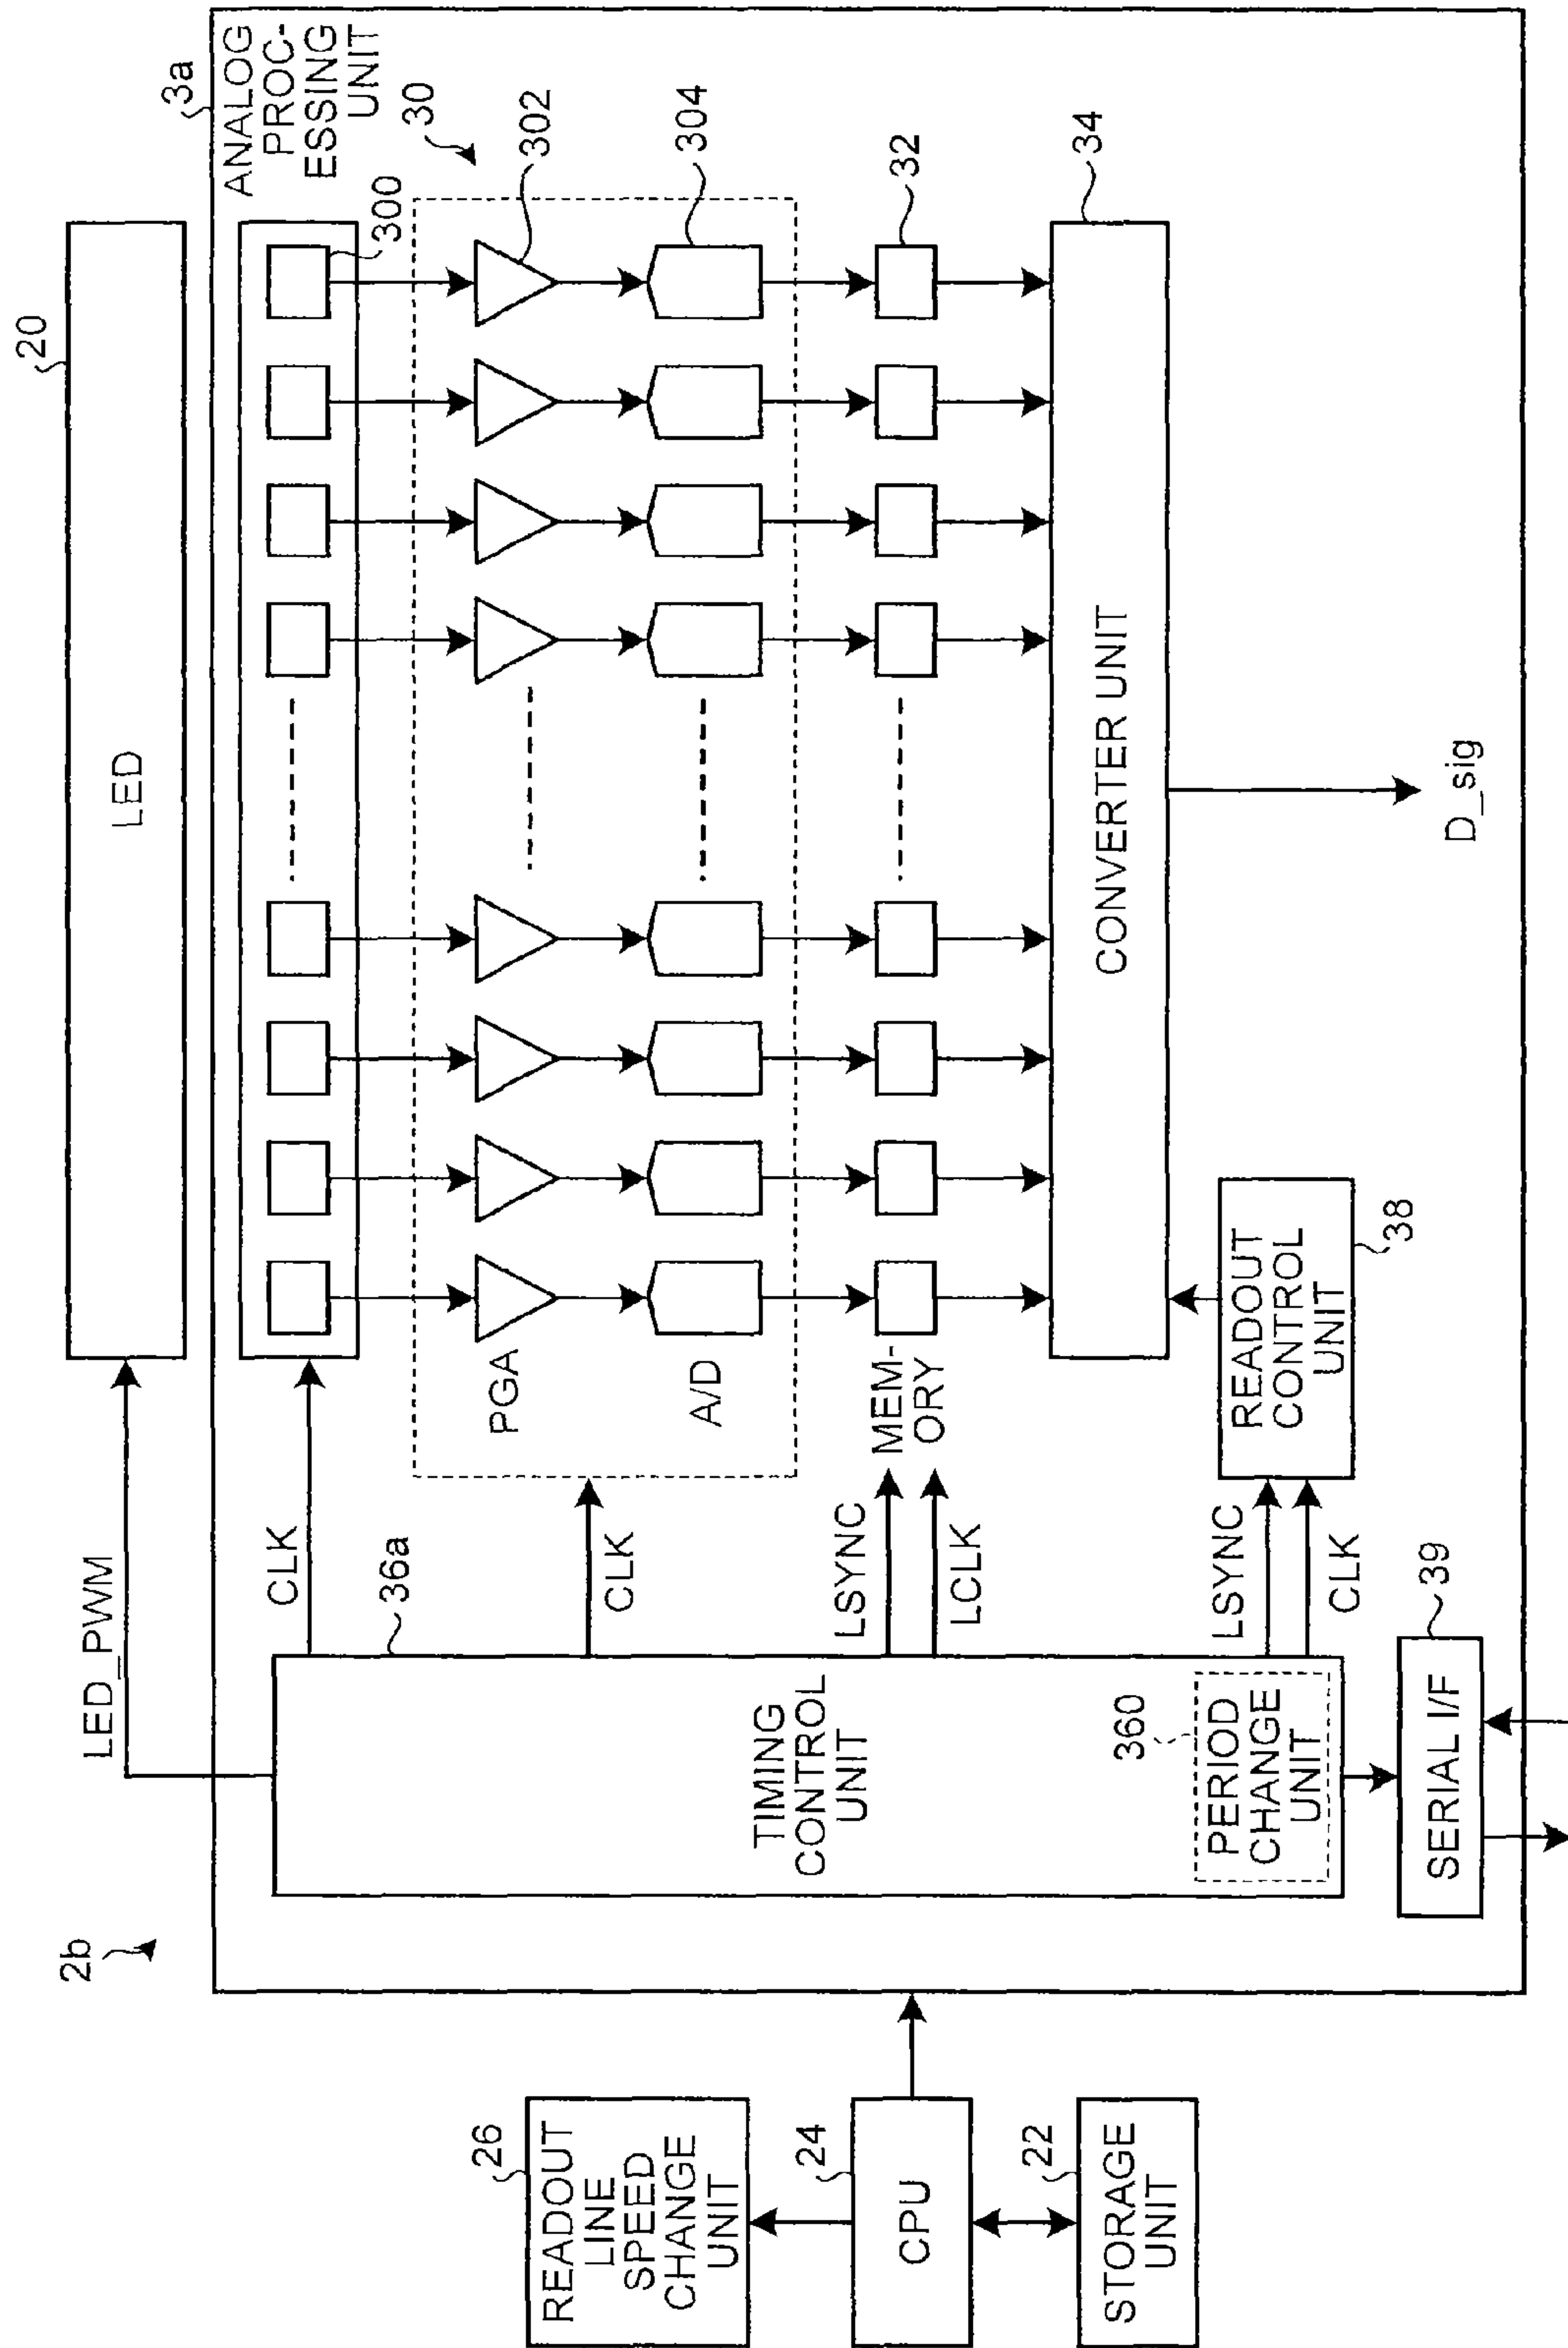 2b
20
LED
LED_PWM
3a
ANALOG
PROC-
ESSING
UNIT
300
CLK
30
302
PGA
304
A/D
CLK
36a
32
MEM-
ORY
LSYNC
LCLK
34
CONVERTER UNIT
D_sig
READOUT
CONTROL
UNIT
38
LSYNC
CLK
TIMING
CONTROL
UNIT
360
PERIOD
CHANGE
UNIT
39
SERIAL I/F
26
READOUT
LINE
SPEED
CHANGE
UNIT
24
CPU
22
STORAGE
UNIT